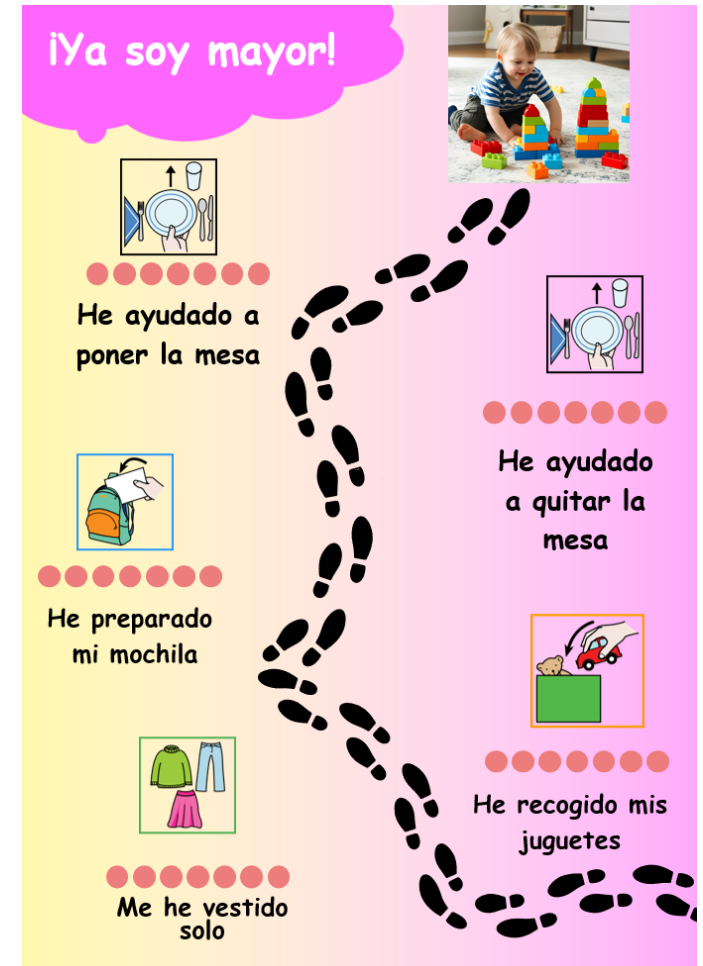 ¡Ya soy mayor!
He ayudado a
poner la mesa
He ayudado
a quitar la
mesa
He preparado
mi mochila
He recogido mis
juguetes
Me he vestido
solo